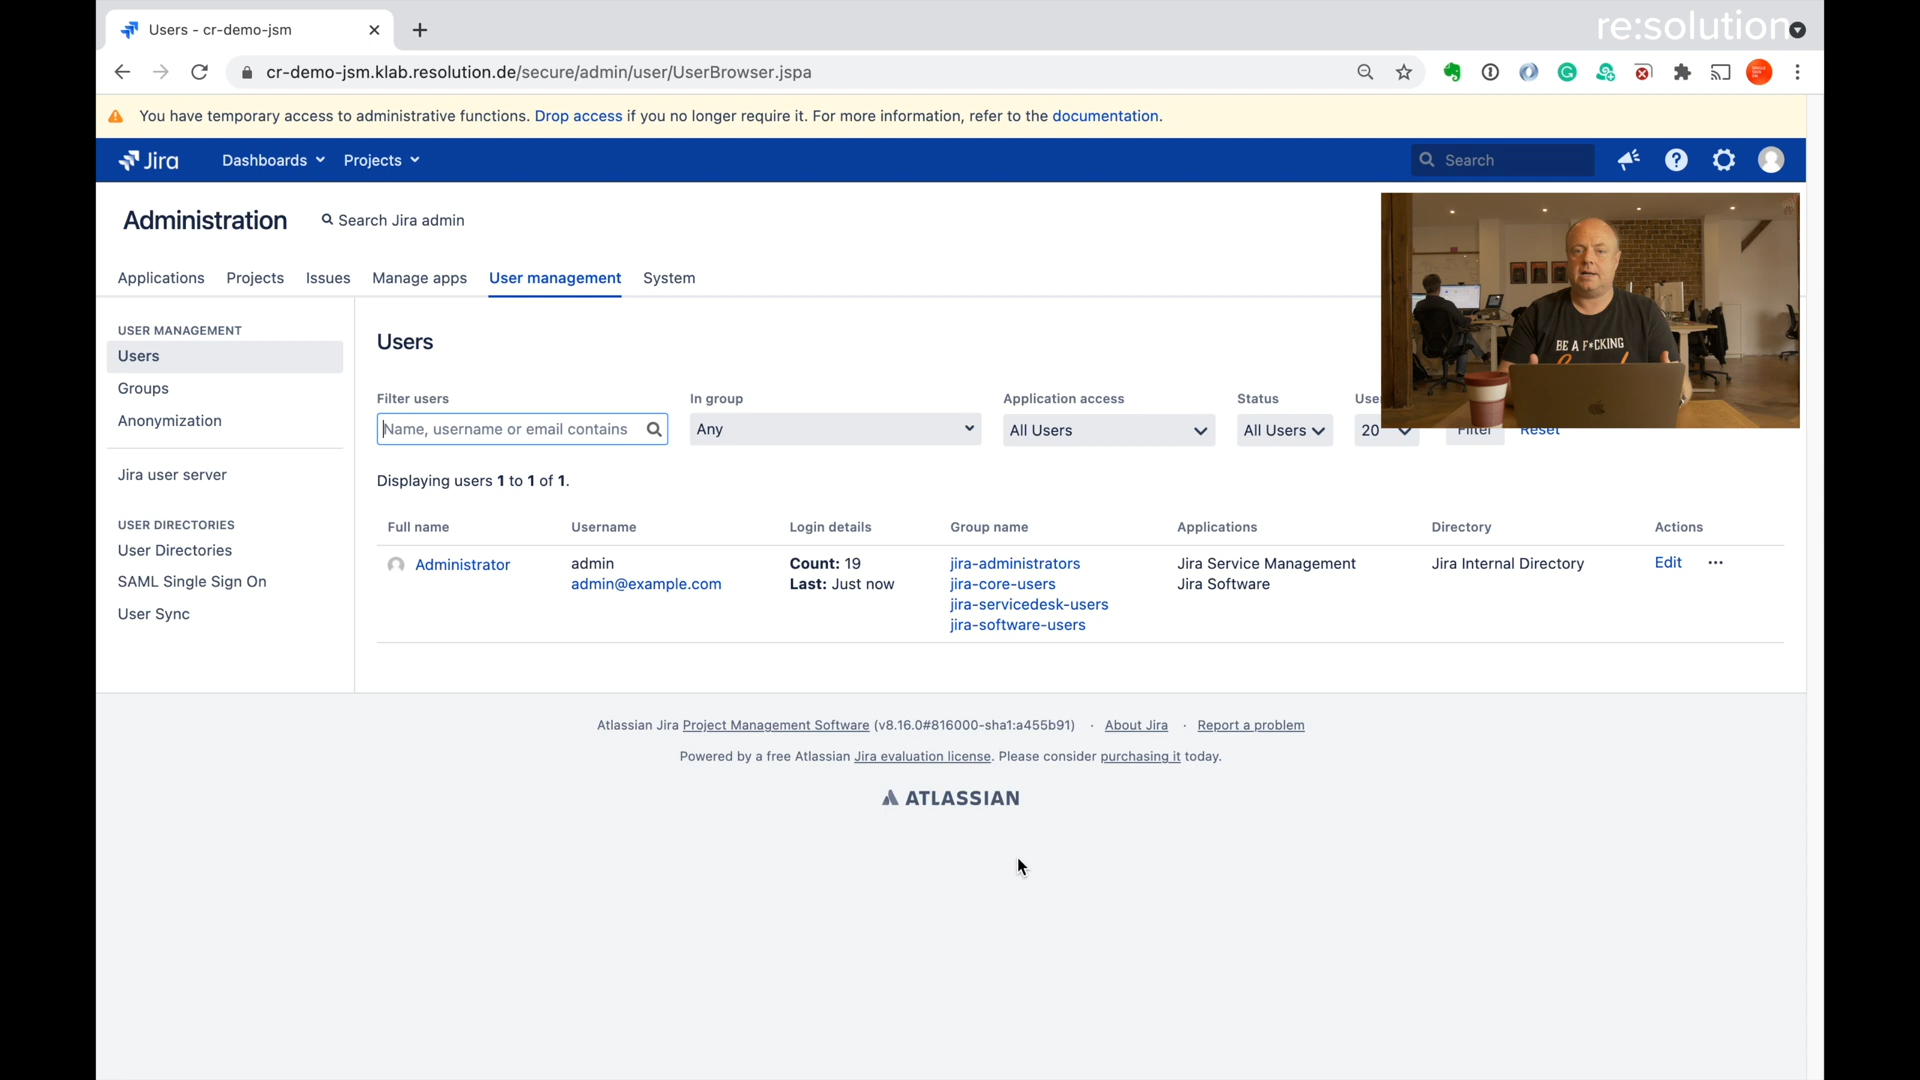 Users - cr-demo-jsm
re:solution
cr-demo-jsm.klab.resolution.de/secure/admin/user/UserBrowser.jspa
You have temporary access to administrative functions. Drop access if you no longer require it. For more information, refer to the documentation.
Jira
Dashboards
Projects
Search
Administration
Search Jira admin
Applications
Projects
Issues
Manage apps
User management
System
BE A F*CKING
USER MANAGEMENT
Users
Groups
Anonymization
Jira user server
USER DIRECTORIES
User Directories
SAML Single Sign On
User Sync
Users
Filter users
In group
Application access
Status
Name, username or email contains
Any
All Users
All Users
20
Filter
Reset
Displaying users 1 to 1 of 1.
Full name
Username
Login details
Group name
Applications
Directory
Actions
Administrator
admin
admin@example.com
Count: 19
Last: Just now
jira-administrators
jira-core-users
jira-servicedesk-users
jira-software-users
Jira Service Management
Jira Software
Jira Internal Directory
Edit
Atlassian Jira Project Management Software (v8.16.0#816000-sha1:a455b91) · About Jira · Report a problem
Powered by a free Atlassian Jira evaluation license. Please consider purchasing it today.
ATLASSIAN